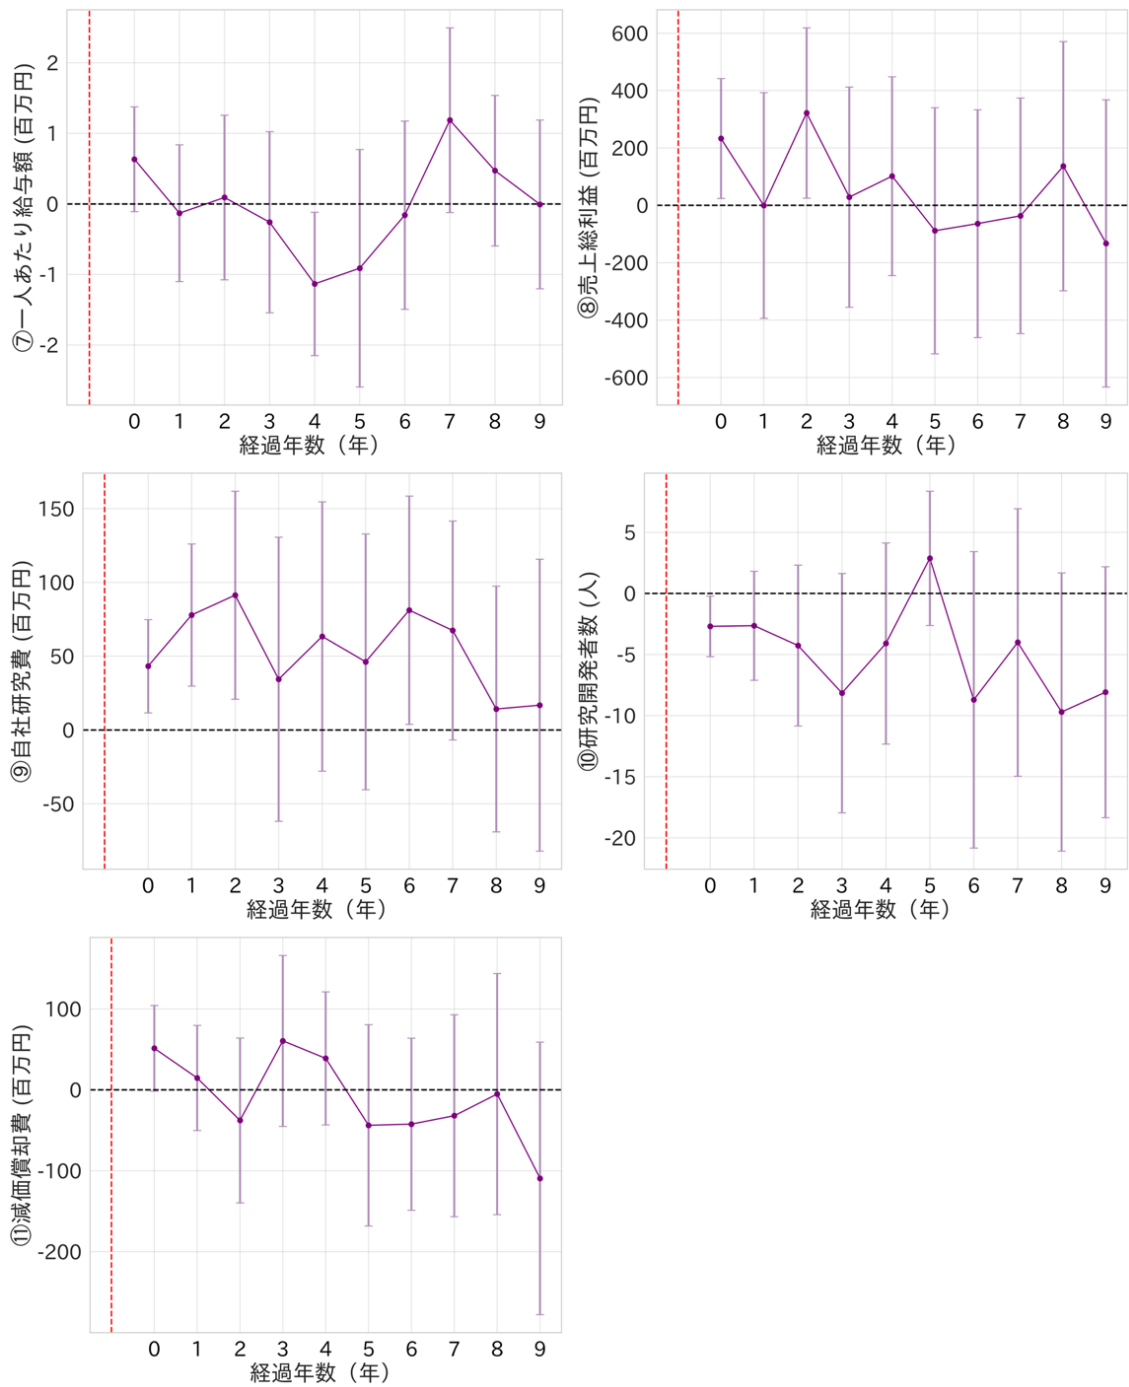 ⑦一人あたり給与額 (百万円)
2
1
0
-1
-2
0 1 2 3 4 5 6 7 8 9
経過年数（年）
⑧売上総利益 (百万円)
600
400
200
0
-200
-400
-600
0 1 2 3 4 5 6 7 8 9
経過年数（年）
⑨自社研究費 (百万円)
150
100
50
0
-50
0 1 2 3 4 5 6 7 8 9
経過年数（年）
⑩研究開発者数 (人)
5
0
-5
-10
-15
-20
0 1 2 3 4 5 6 7 8 9
経過年数（年）
⑪減価償却費 (百万円)
100
0
-100
-200
0 1 2 3 4 5 6 7 8 9
経過年数（年）